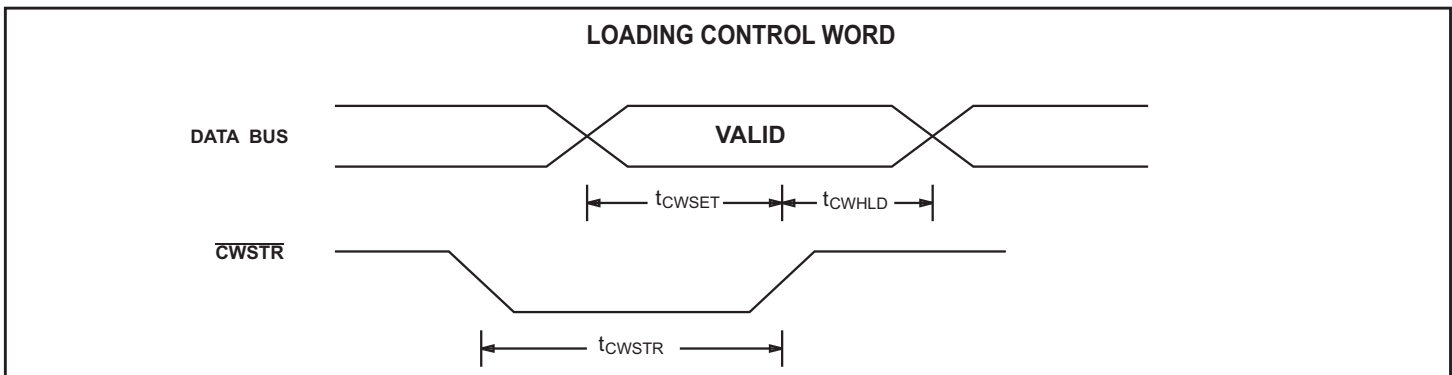 LOADING CONTROL WORD
DATA BUS
VALID
tCWSET
tCWHLD
CWSTR
tCWSTR